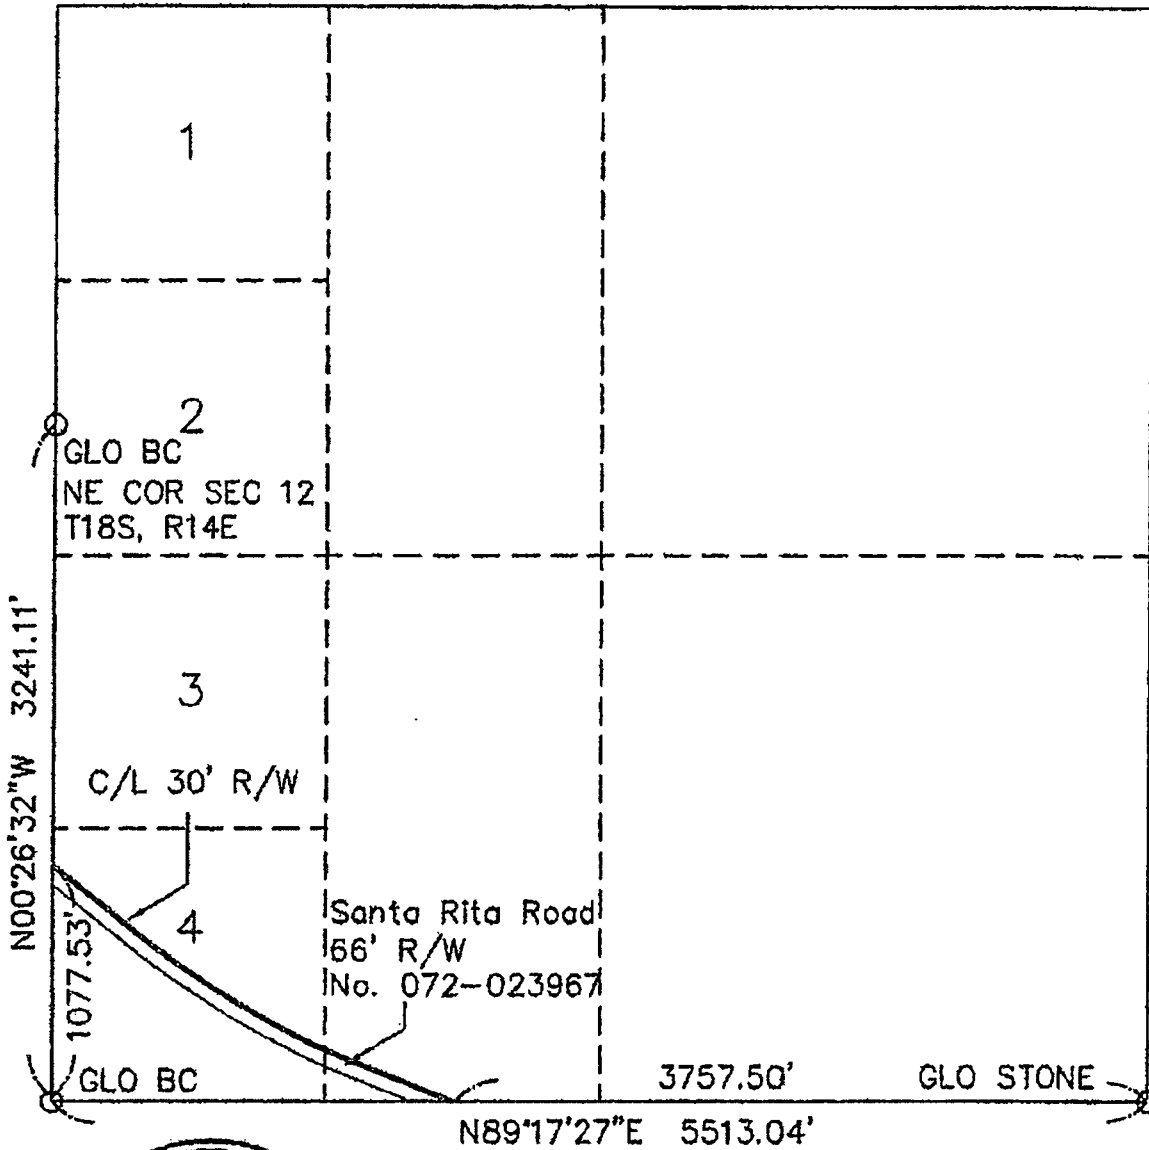 1
2
GLO BC
NE COR SEC 12
T18S, R14E
N00°26'32"W 3241.11'
3
C/L 30' R/W
4
Santa Rita Road
66' R/W
No. 072-023967
1077.53'
GLO BC
3757.50'
GLO STONE
N89°17'27"E 5513.04'